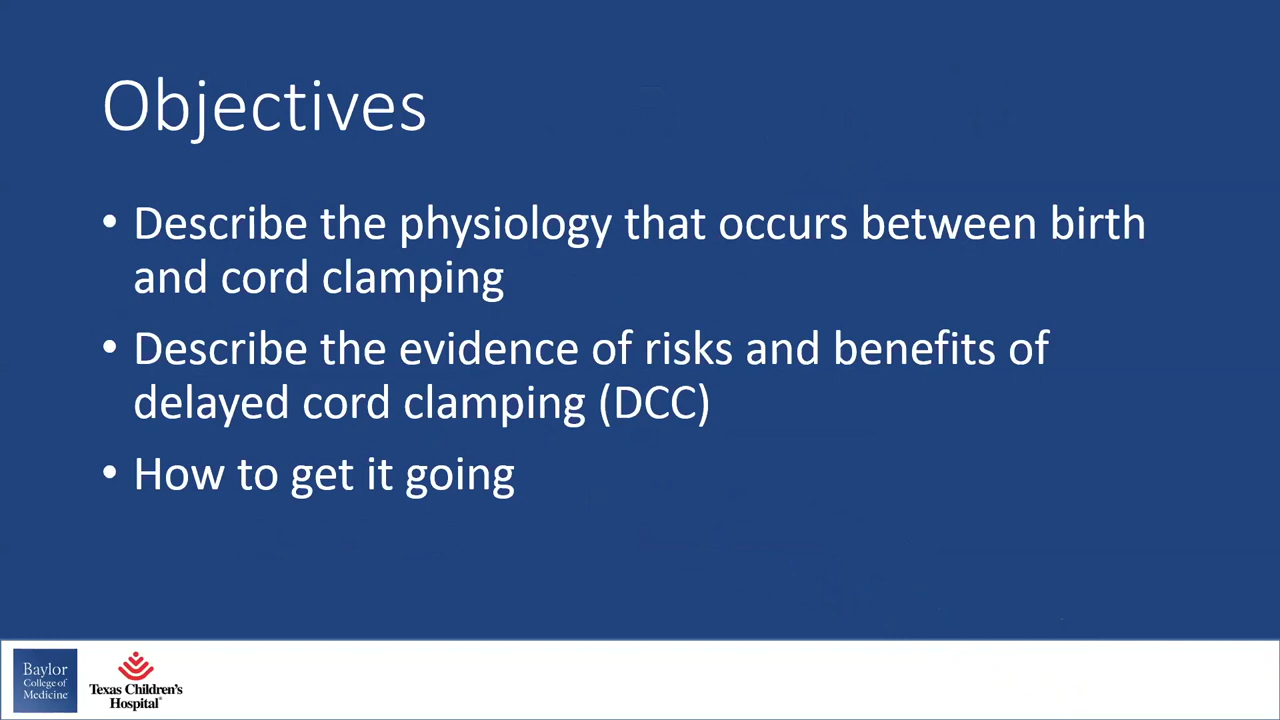 Objectives
• Describe the physiology that occurs between birth
and cord clamping
• Describe the evidence of risks and benefits of
delayed cord clamping (DCC)
• How to get it going
Baylor
College of
Medicine
Texas Children's
Hospital®